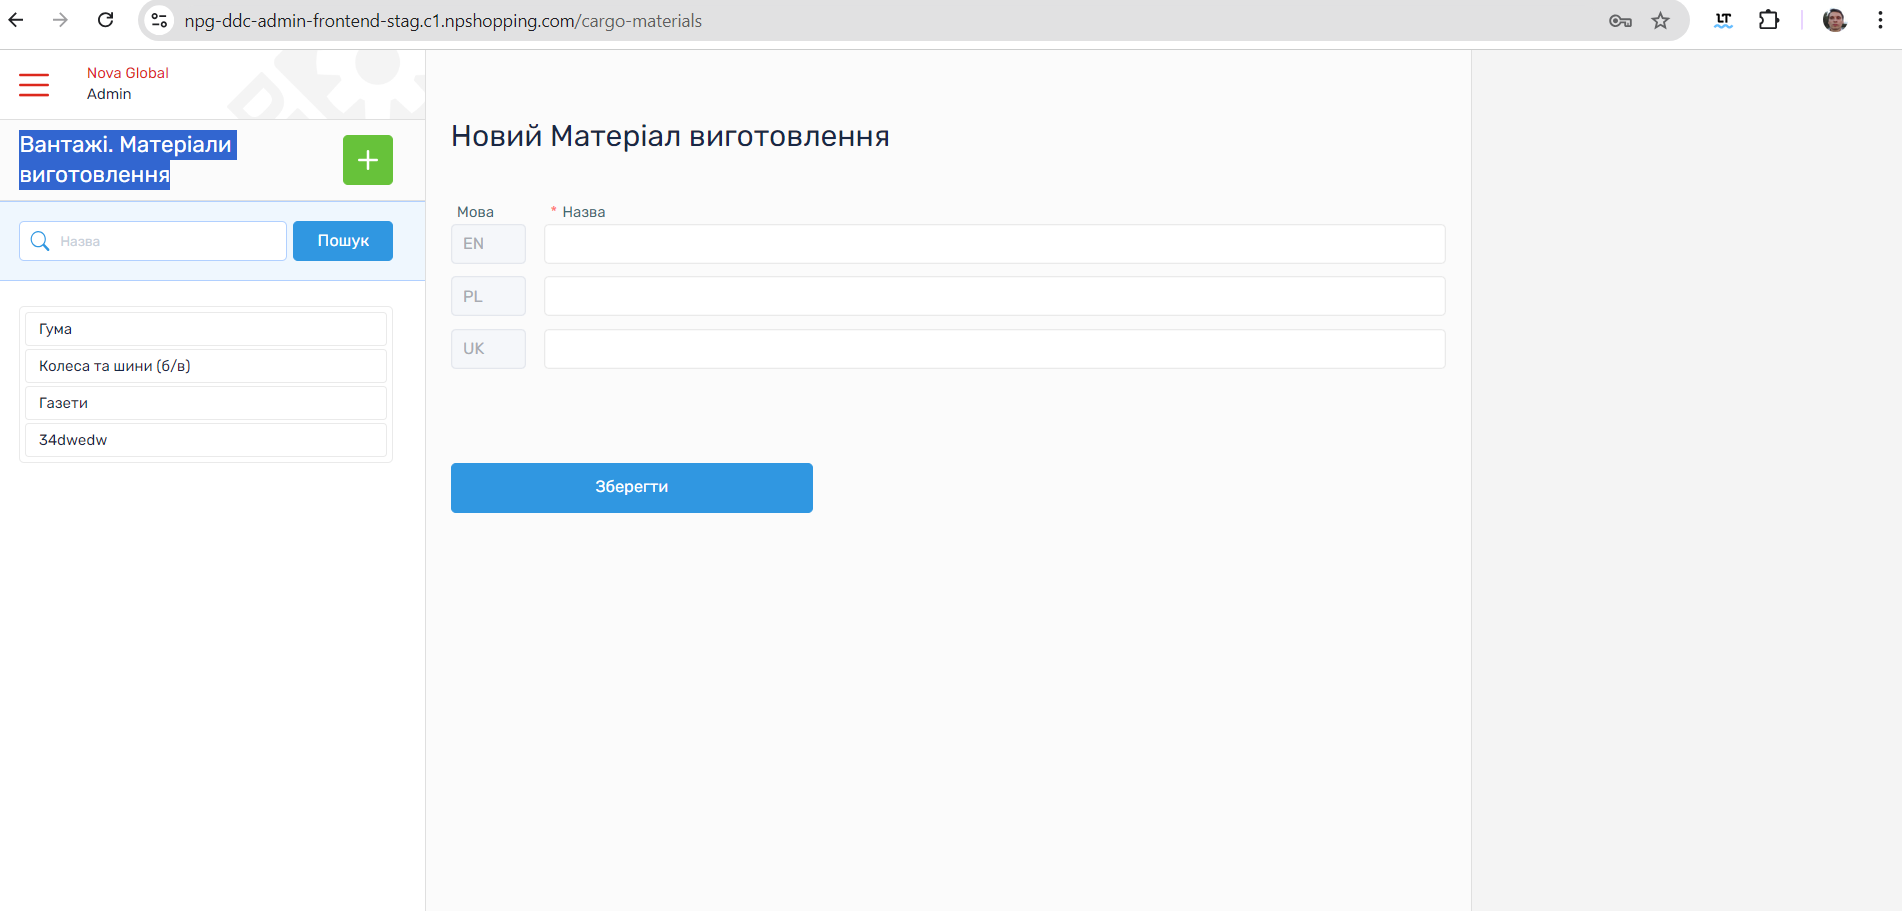 npg-ddc-admin-frontend-stag.c1.npshopping.com/cargo-materials
LT
Nova Global
Admin
Вантажі. Матеріали
виготовлення
Назва
Пошук
Гума
Колеса та шини (б/в)
Газети
34dwedw
Новий Матеріал виготовлення
Мова
* Назва
EN
PL
UK
Зберегти